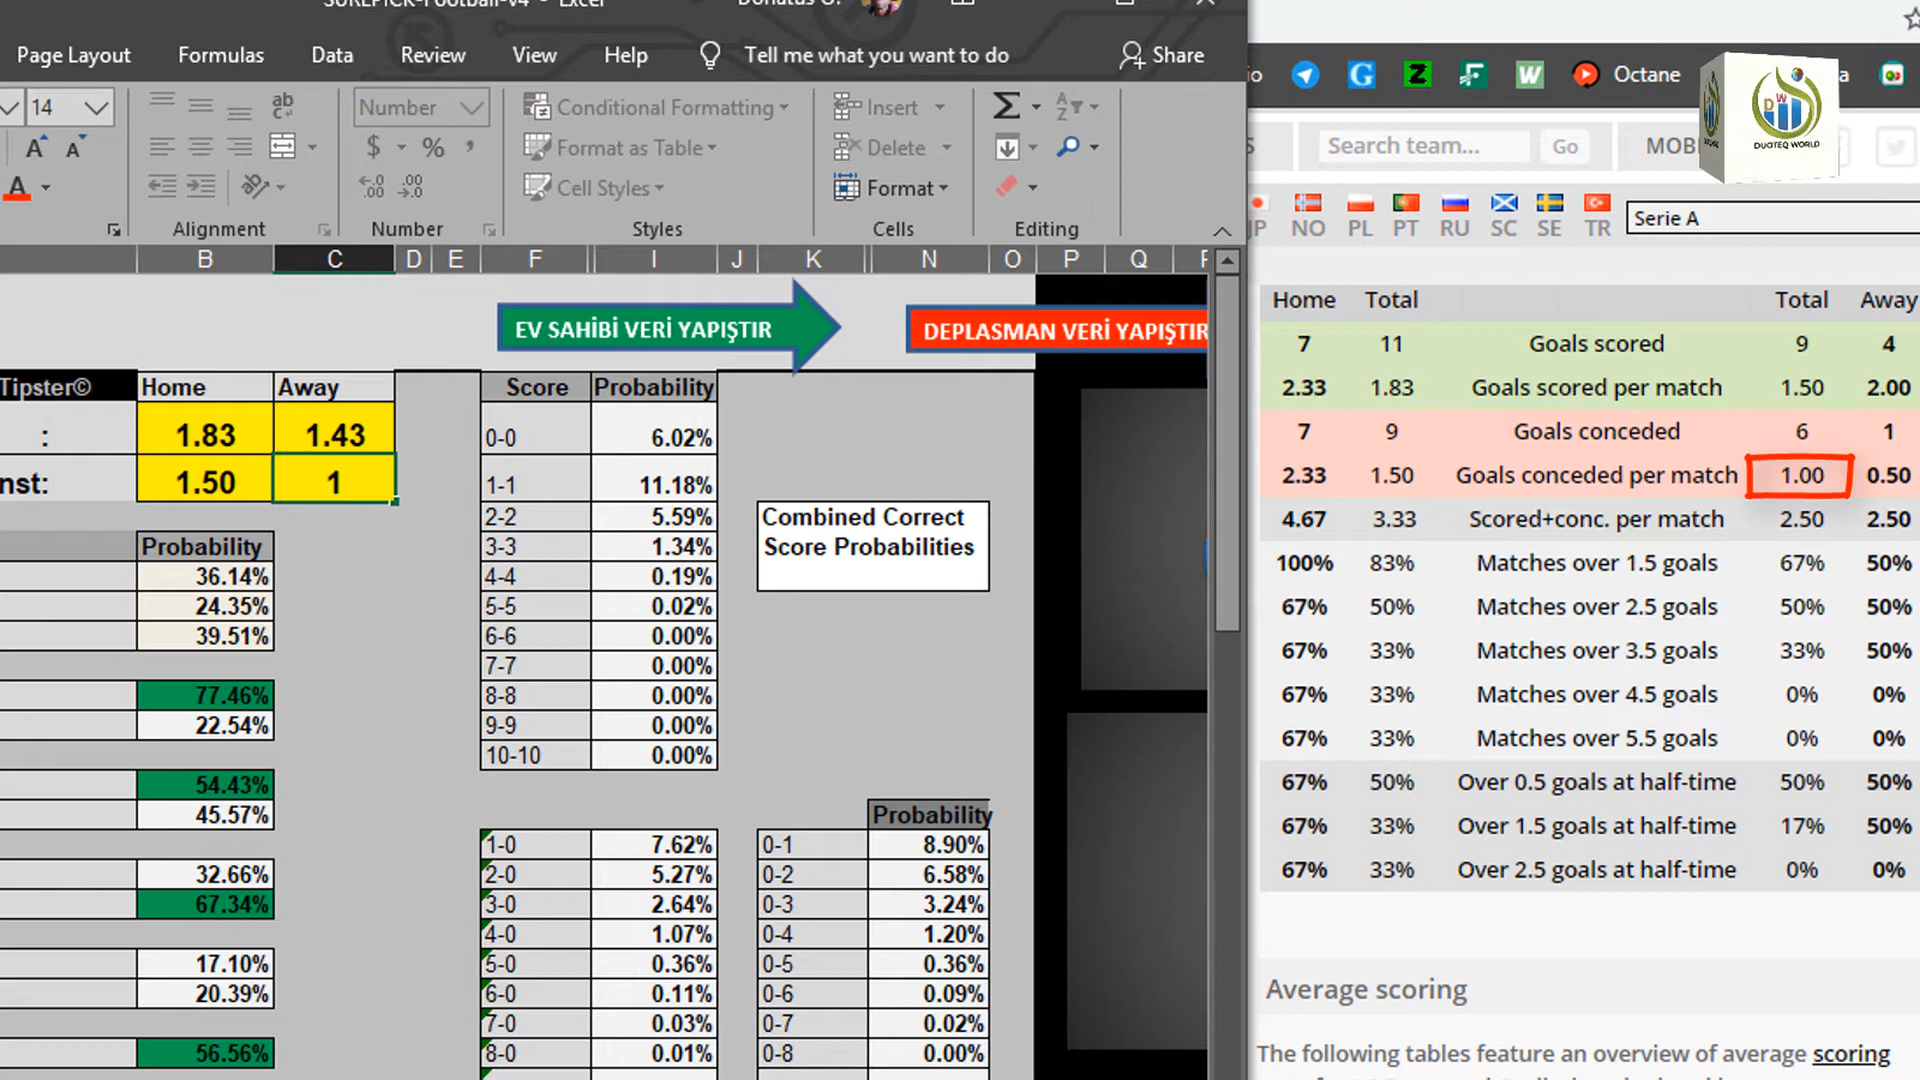 SUREPICK-Football-v4 - Excel
Donatus O.
Page Layout Formulas Data Review View Help Tell me what you want to do Share
14
ab
Number
Conditional Formatting
Insert
A A
$ %
Format as Table
Delete
A
Cell Styles
Format
Alignment Number Styles Cells Editing
B C D E F I J K N O P Q
EV SAHİBİ VERİ YAPIŞTIR
DEPLASMAN VERİ YAPIŞTIR
Tipster© Home Away
: 1.83 1.43
nst: 1.50 1
Probability
36.14%
24.35%
39.51%
77.46%
22.54%
54.43%
45.57%
32.66%
67.34%
17.10%
20.39%
56.56%
Score Probability
0-0 6.02%
1-1 11.18%
2-2 5.59%
3-3 1.34%
4-4 0.19%
5-5 0.02%
6-6 0.00%
7-7 0.00%
8-8 0.00%
9-9 0.00%
10-10 0.00%
Combined Correct
Score Probabilities
1-0 7.62%
2-0 5.27%
3-0 2.64%
4-0 1.07%
5-0 0.36%
6-0 0.11%
7-0 0.03%
8-0 0.01%
Probability
0-1 8.90%
0-2 6.58%
0-3 3.24%
0-4 1.20%
0-5 0.36%
0-6 0.09%
0-7 0.02%
0-8 0.00%
io G Z F W Octane a
DW
DUOTEQ WORLD
S Search team... Go MOBI
JP NO PL PT RU SC SE TR Serie A
Home Total Total Away
7 11 Goals scored 9 4
2.33 1.83 Goals scored per match 1.50 2.00
7 9 Goals conceded 6 1
2.33 1.50 Goals conceded per match 1.00 0.50
4.67 3.33 Scored+conc. per match 2.50 2.50
100% 83% Matches over 1.5 goals 67% 50%
67% 50% Matches over 2.5 goals 50% 50%
67% 33% Matches over 3.5 goals 33% 50%
67% 33% Matches over 4.5 goals 0% 0%
67% 33% Matches over 5.5 goals 0% 0%
67% 50% Over 0.5 goals at half-time 50% 50%
67% 33% Over 1.5 goals at half-time 17% 50%
67% 33% Over 2.5 goals at half-time 0% 0%
Average scoring
The following tables feature an overview of average scoring